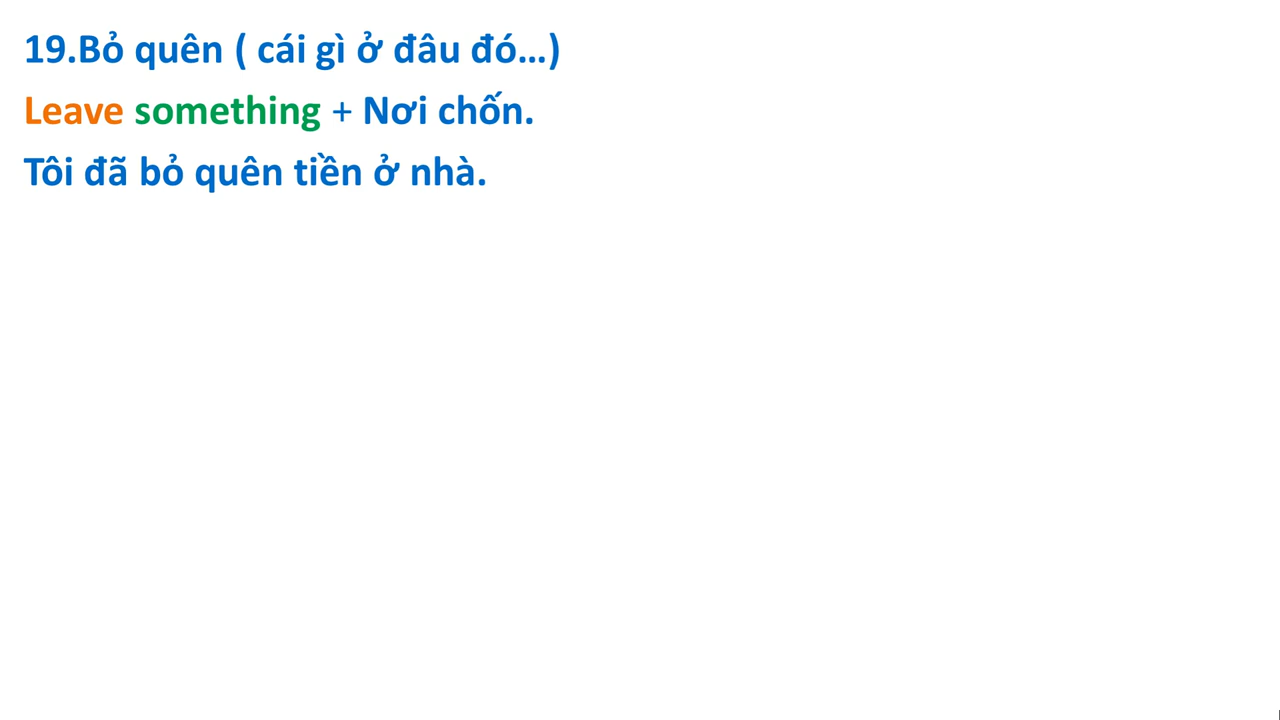 19.Bỏ quên ( cái gì ở đâu đó...)
Leave something + Nơi chốn.
Tôi đã bỏ quên tiền ở nhà.